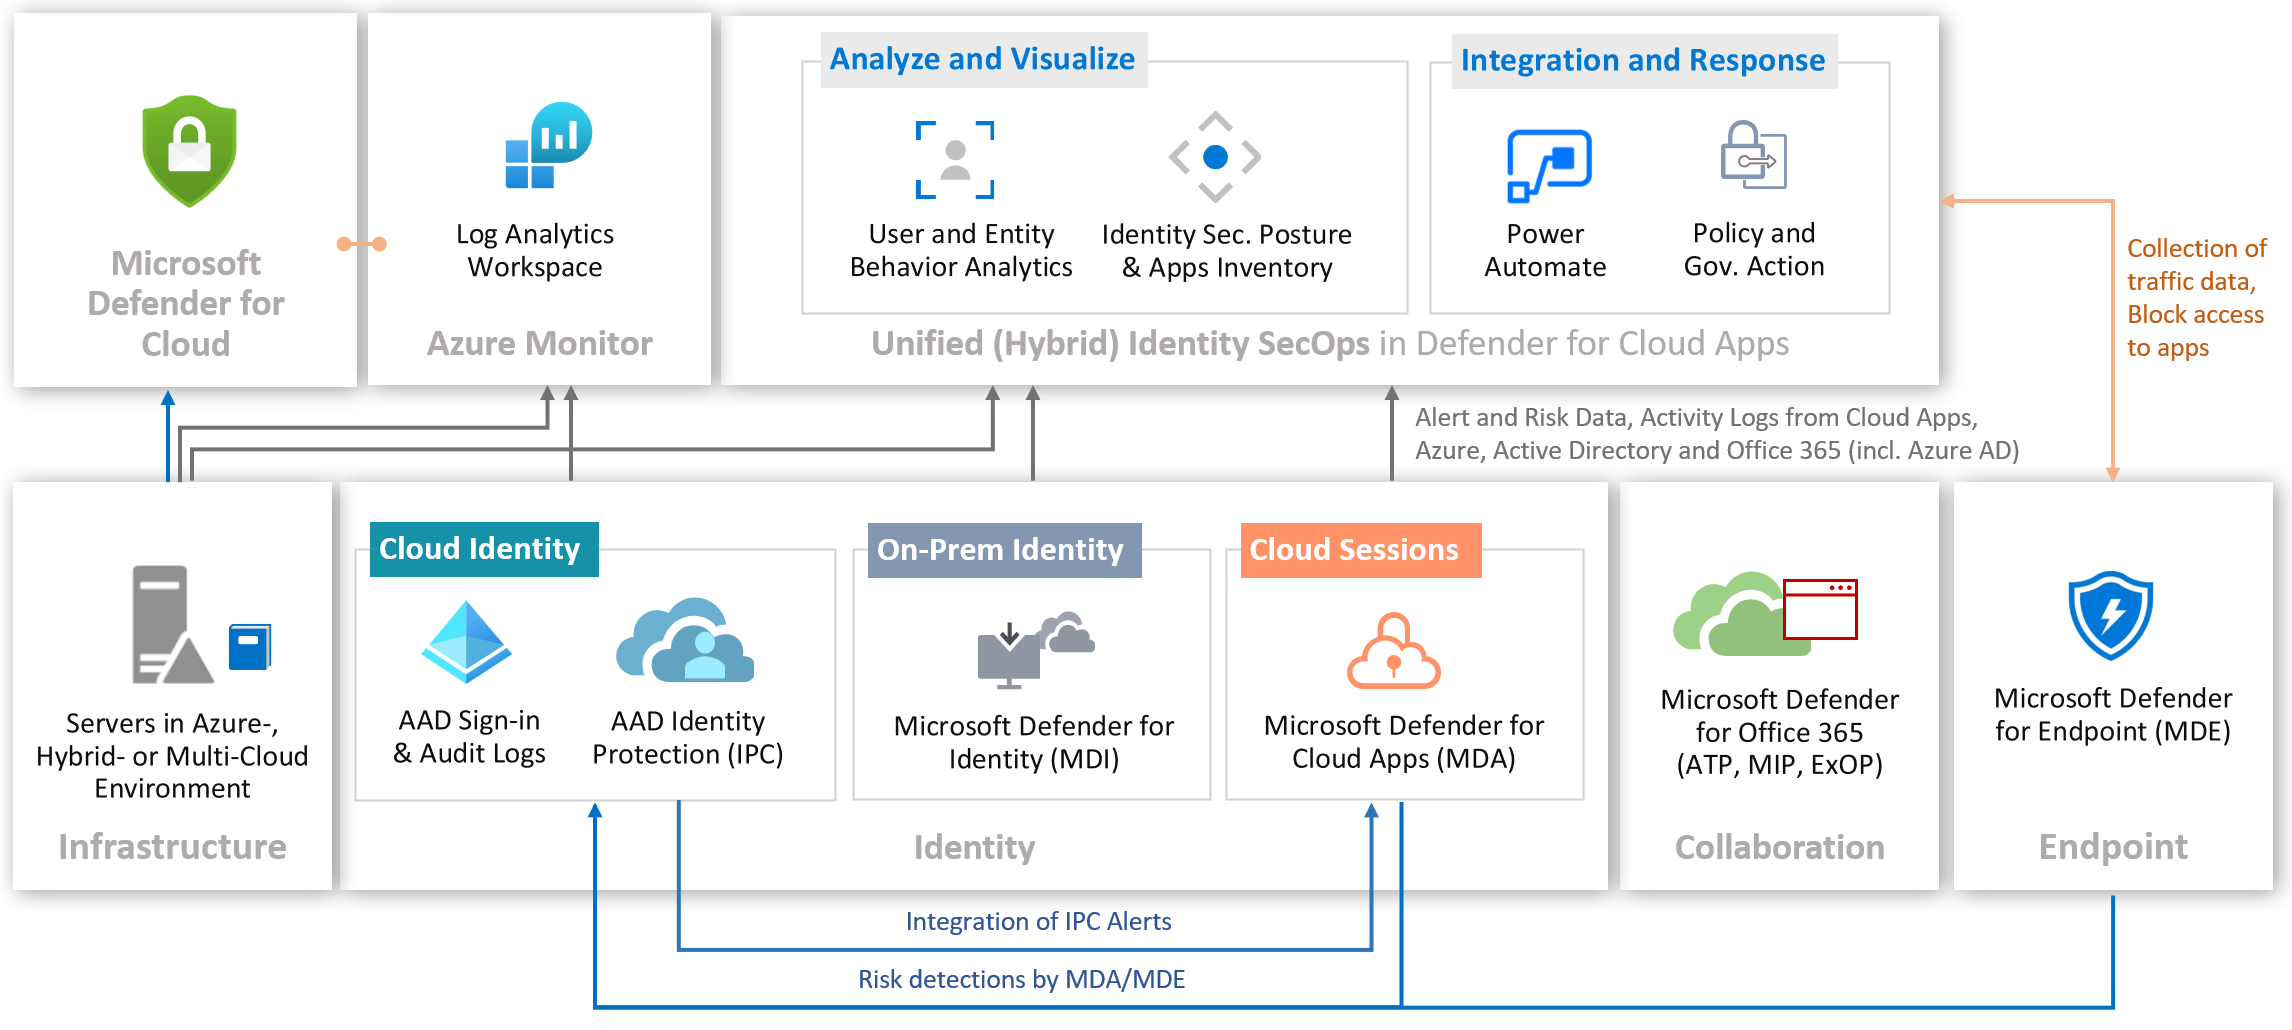 Microsoft
Defender for
Cloud
Log Analytics
Workspace
Azure Monitor
Analyze and Visualize
User and Entity
Behavior Analytics
Identity Sec. Posture
& Apps Inventory
Integration and Response
Power
Automate
Policy and
Gov. Action
Unified (Hybrid) Identity SecOps in Defender for Cloud Apps
Collection of
traffic data,
Block access
to apps
Alert and Risk Data, Activity Logs from Cloud Apps,
Azure, Active Directory and Office 365 (incl. Azure AD)
Servers in Azure-,
Hybrid- or Multi-Cloud
Environment
Infrastructure
Cloud Identity
AAD Sign-in
& Audit Logs
AAD Identity
Protection (IPC)
On-Prem Identity
Microsoft Defender for
Identity (MDI)
Cloud Sessions
Microsoft Defender for
Cloud Apps (MDA)
Identity
Microsoft Defender
for Office 365
(ATP, MIP, ExOP)
Collaboration
Microsoft Defender
for Endpoint (MDE)
Endpoint
Integration of IPC Alerts
Risk detections by MDA/MDE